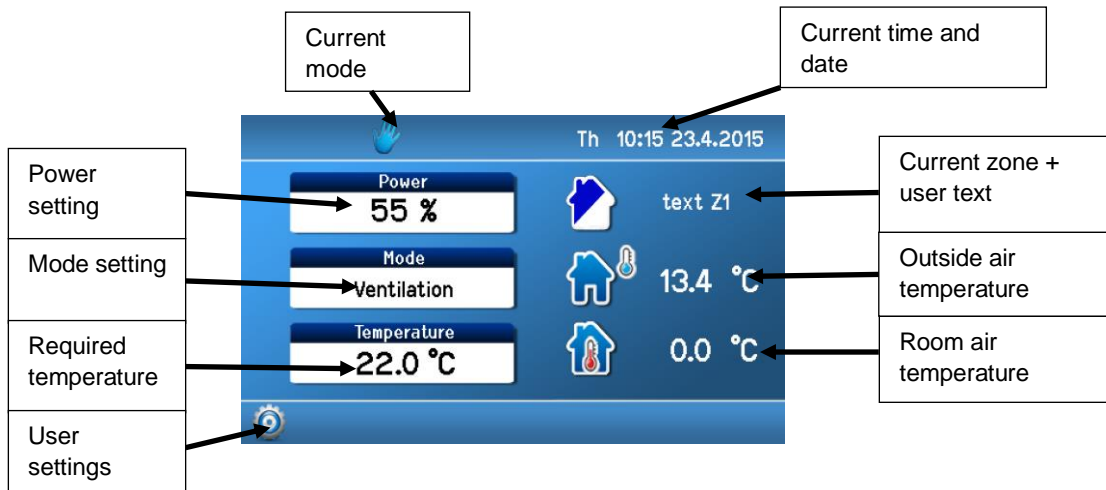 Current
mode
Current time and
date
Power
setting
Mode setting
Required
temperature
User
settings
Th 10:15 23.4.2015
Power
55 %
text Z1
Mode
Ventilation
13.4 °C
Temperature
22.0 °C
0.0 °C
Current zone +
user text
Outside air
temperature
Room air
temperature